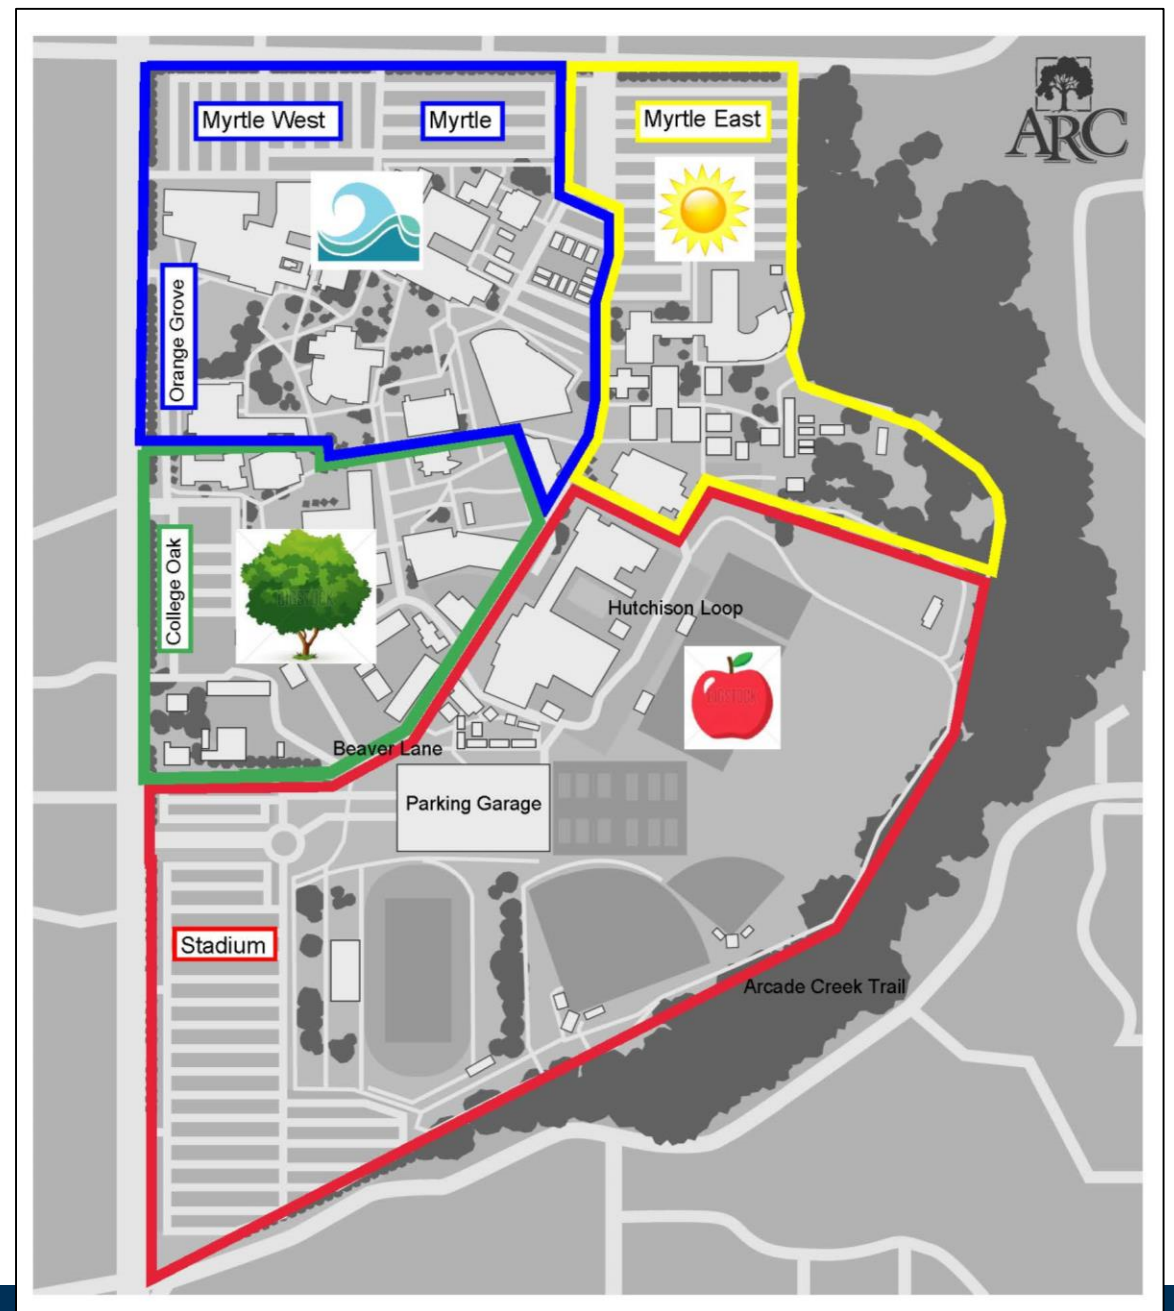 Myrtle West
Myrtle
Myrtle East
ARC
Orange Grove
College Oak
Hutchison Loop
Beaver Lane
Parking Garage
Stadium
Arcade Creek Trail